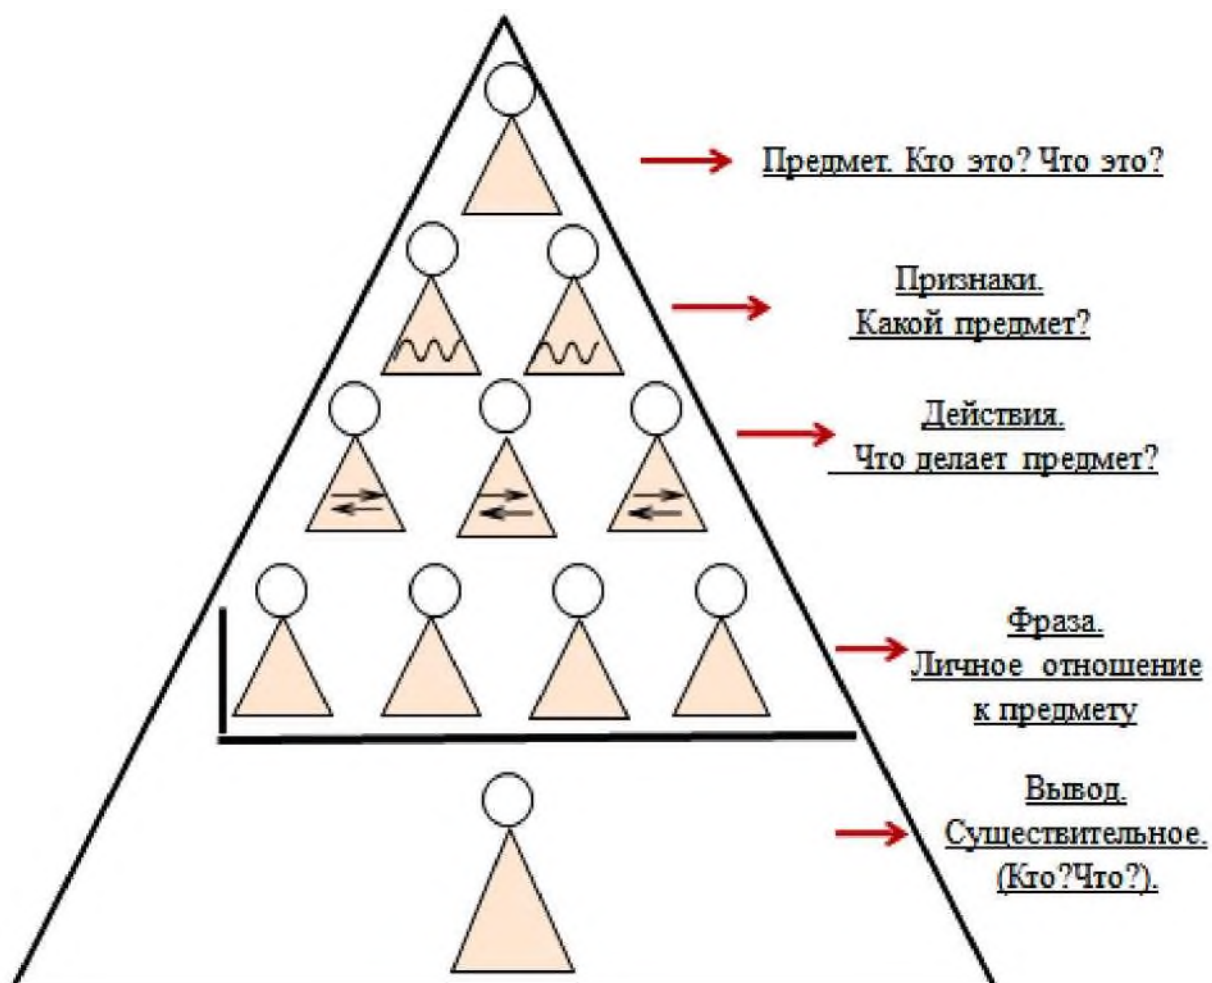 Предмет. Кто это? Что это?
Признаки.
Какой предмет?
Действия.
Что делает предмет?
Фраза.
Личное отношение
к предмету
Вывод.
Существительное.
(Кто?Что?).